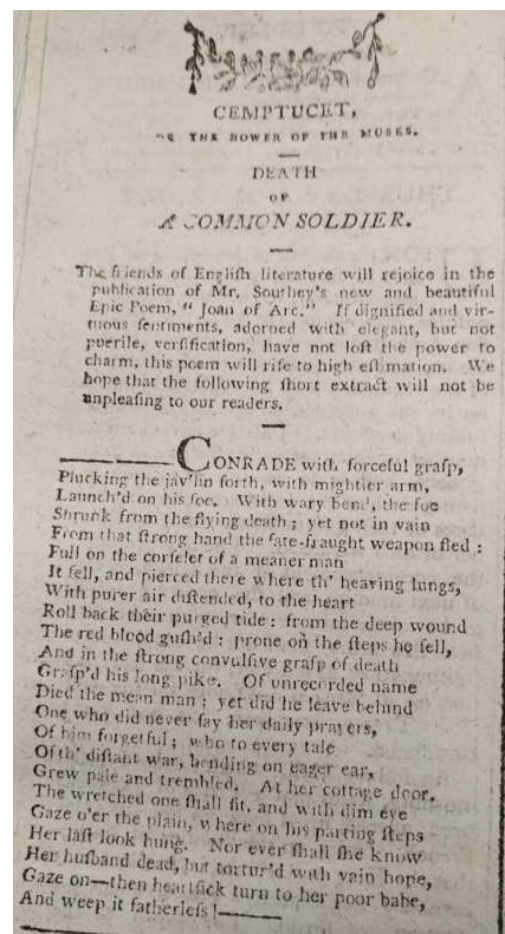 CEMPTUCET,
OR THE BOWER OF THE MUSES.
DEATH
OF
A COMMON SOLDIER.
The friends of Engliſh literature will rejoice in the
publication of Mr. Southey's new and beautiful
Epic Poem, "Joan of Arc." If dignified and vir-
tuous ſentiments, adorned with elegant, but not
puerile, verſification, have not loſt the power to
charm, this poem will riſe to high eſtimation. We
hope that the following ſhort extract will not be
unpleaſing to our readers.
CONRADE with forceful graſp,
Plucking the jav'lin forth, with mightier arm,
Launch'd on his foe. With wary bend, the foe
Shrunk from the flying death; yet not in vain
From that ſtrong hand the fate-fraught weapon fled:
Full on the corſelet of a meaner man
It fell, and pierced there where th' heaving lungs,
With purer air diſtended, to the heart
Roll back their purged tide: from the deep wound
The red blood guſh'd: prone on the ſteps he fell,
And in the ſtrong convulſive graſp of death
Graſp'd his long pike. Of unrecorded name
Died the mean man; yet did he leave behind
One who did never ſay her daily prayers,
Of him forgetful; who to every tale
Of th' diſtant war, bending on eager ear,
Grew pale and trembled. At her cottage door,
The wretched one ſhall ſit, and with dim eye
Gaze o'er the plain, where on his parting ſteps
Her laſt look hung. Nor ever ſhall ſhe know
Her huſband dead, but tortur'd with vain hope,
Gaze on—then heartſick turn to her poor babe,
And weep it fatherleſs!———